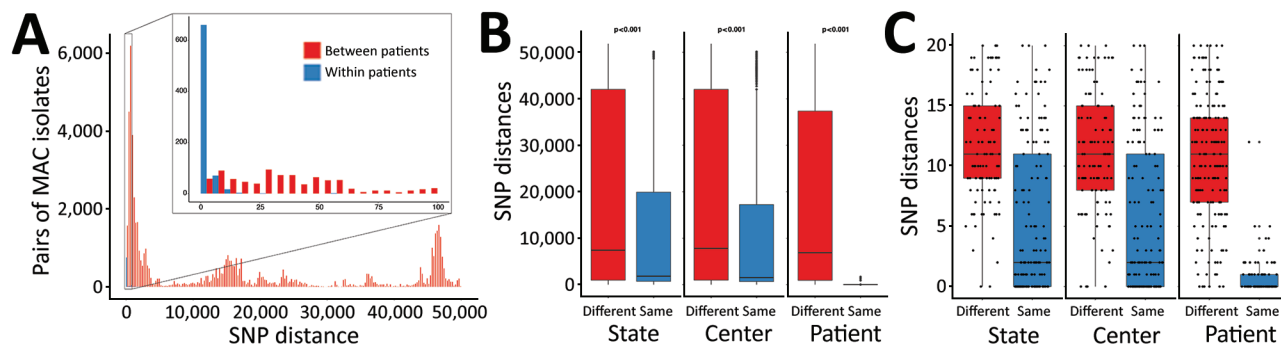 A
Pairs of MAC isolates
6,000
4,000
2,000
0
0
10,000
20,000
30,000
40,000
50,000
SNP distance
800
600
400
200
0
0
25
50
75
100
Between patients
Within patients
B
SNP distances
50,000
40,000
30,000
20,000
10,000
0
p<0.001
p<0.001
p<0.001
Different Same
Different Same
Different Same
State
Center
Patient
C
SNP distances
20
15
10
5
0
Different Same
Different Same
Different Same
State
Center
Patient